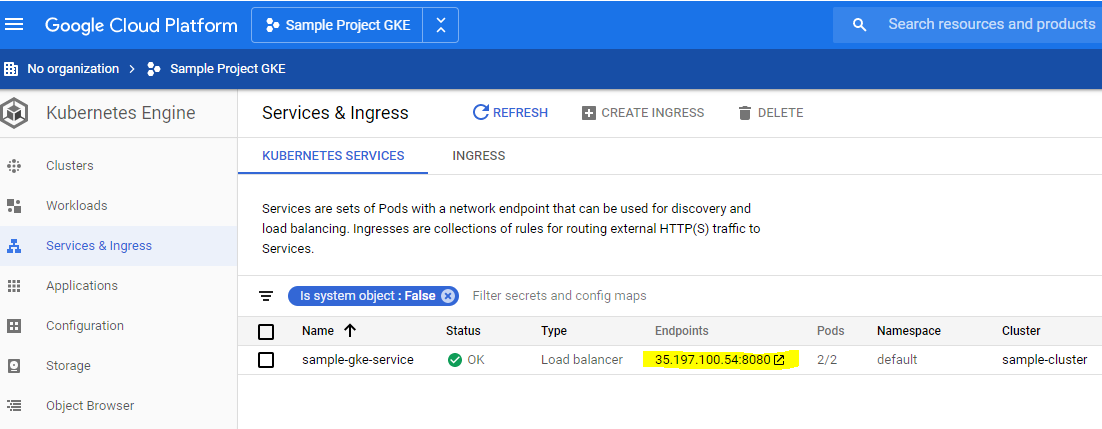 Google Cloud Platform
Sample Project GKE
Search resources and products
No organization
Sample Project GKE
Kubernetes Engine
Services & Ingress
REFRESH
CREATE INGRESS
DELETE
Clusters
Workloads
Services & Ingress
Applications
Configuration
Storage
Object Browser
KUBERNETES SERVICES
INGRESS
Services are sets of Pods with a network endpoint that can be used for discovery and
load balancing. Ingresses are collections of rules for routing external HTTP(S) traffic to
Services.
Is system object : False
Filter secrets and config maps
Name Status Type Endpoints Pods Namespace Cluster
sample-gke-service OK Load balancer 35.197.100.54:8080 2/2 default sample-cluster